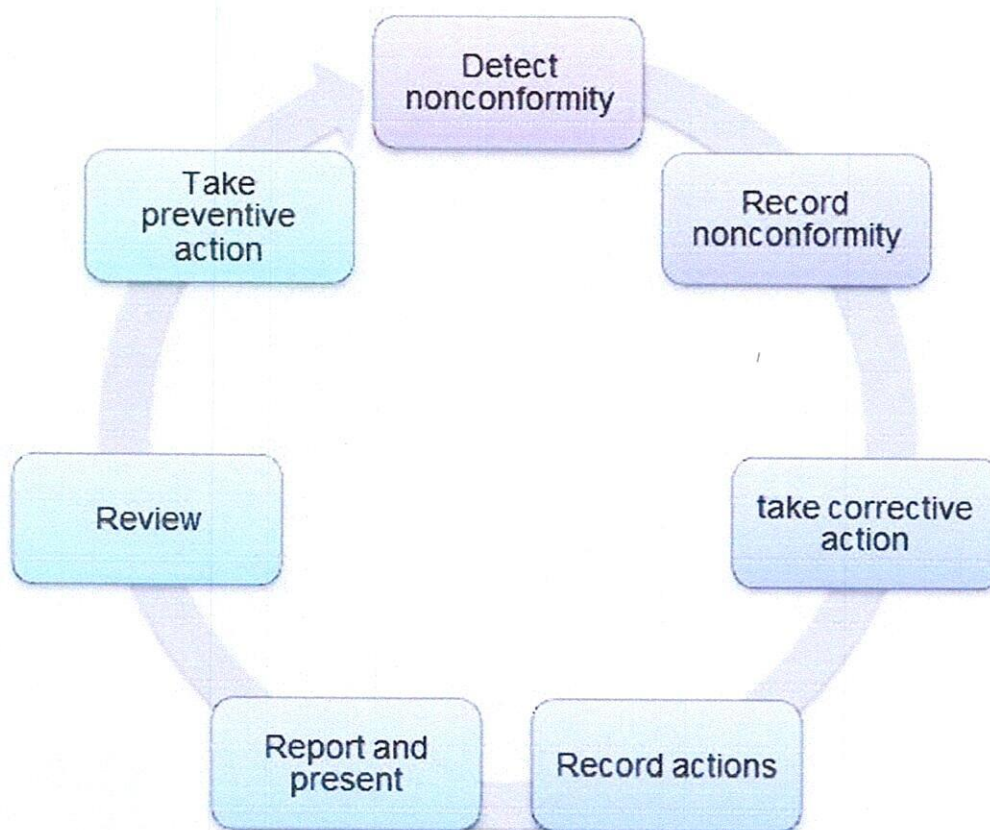 Detect
nonconformity
Record
nonconformity
take corrective
action
Record actions
Report and
present
Review
Take
preventive
action